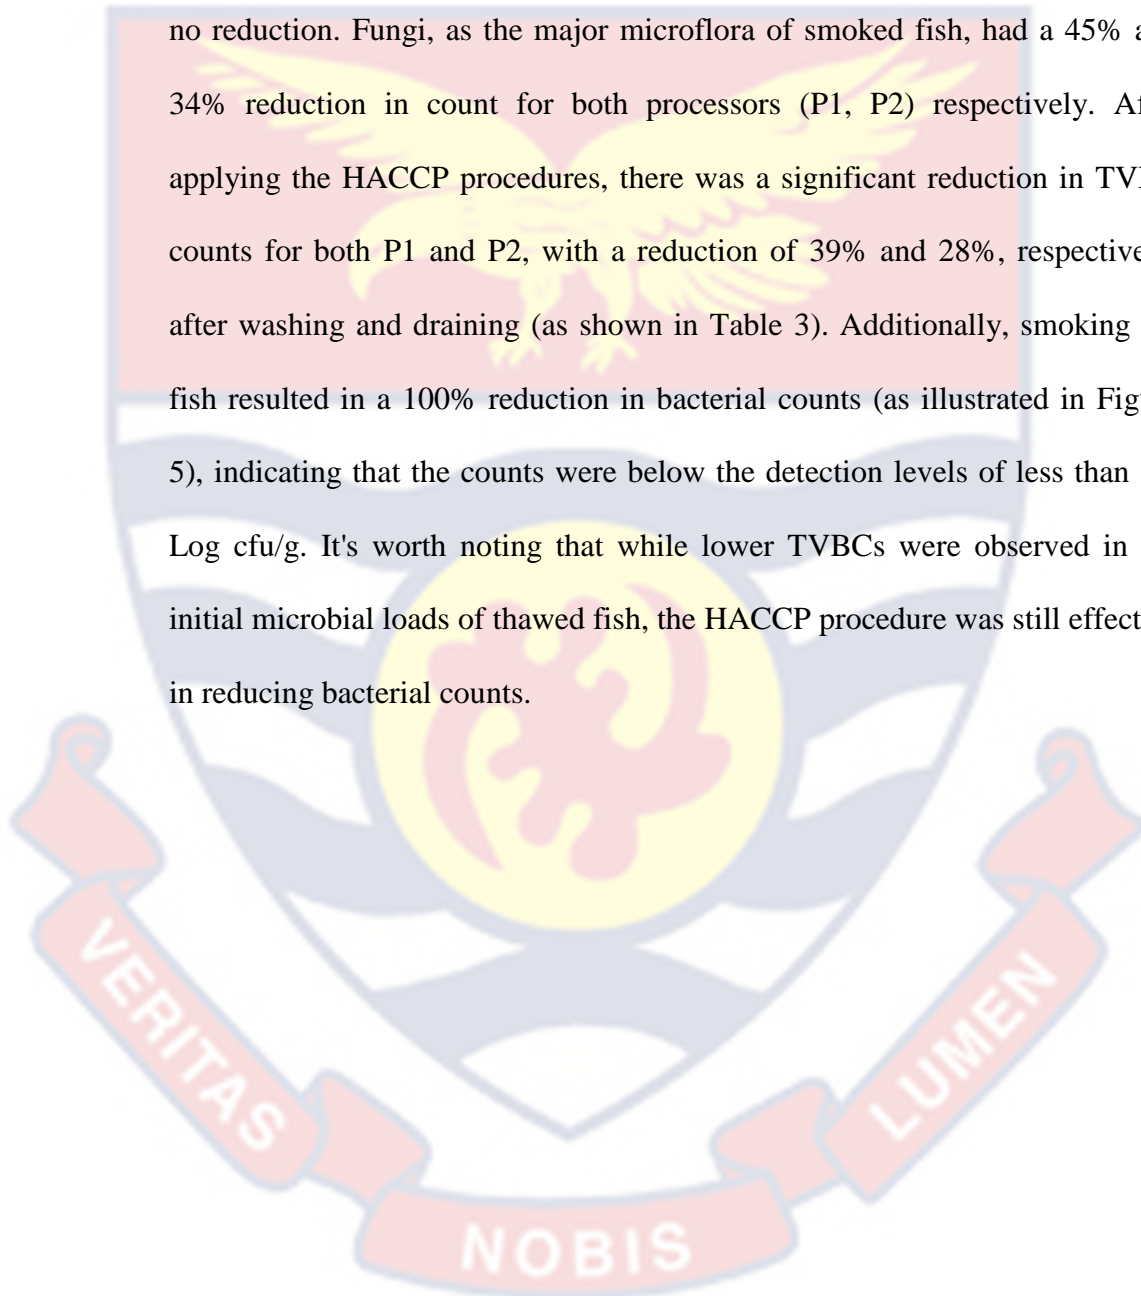 no reduction. Fungi, as the major microflora of smoked fish, had a 45% a
34% reduction in count for both processors (P1, P2) respectively. Af
applying the HACCP procedures, there was a significant reduction in TV
counts for both P1 and P2, with a reduction of 39% and 28%, respective
after washing and draining (as shown in Table 3). Additionally, smoking
fish resulted in a 100% reduction in bacterial counts (as illustrated in Figu
5), indicating that the counts were below the detection levels of less than
Log cfu/g. It's worth noting that while lower TVBCs were observed in
initial microbial loads of thawed fish, the HACCP procedure was still effect
in reducing bacterial counts.
VERITAS
NOBIS
LUMEN